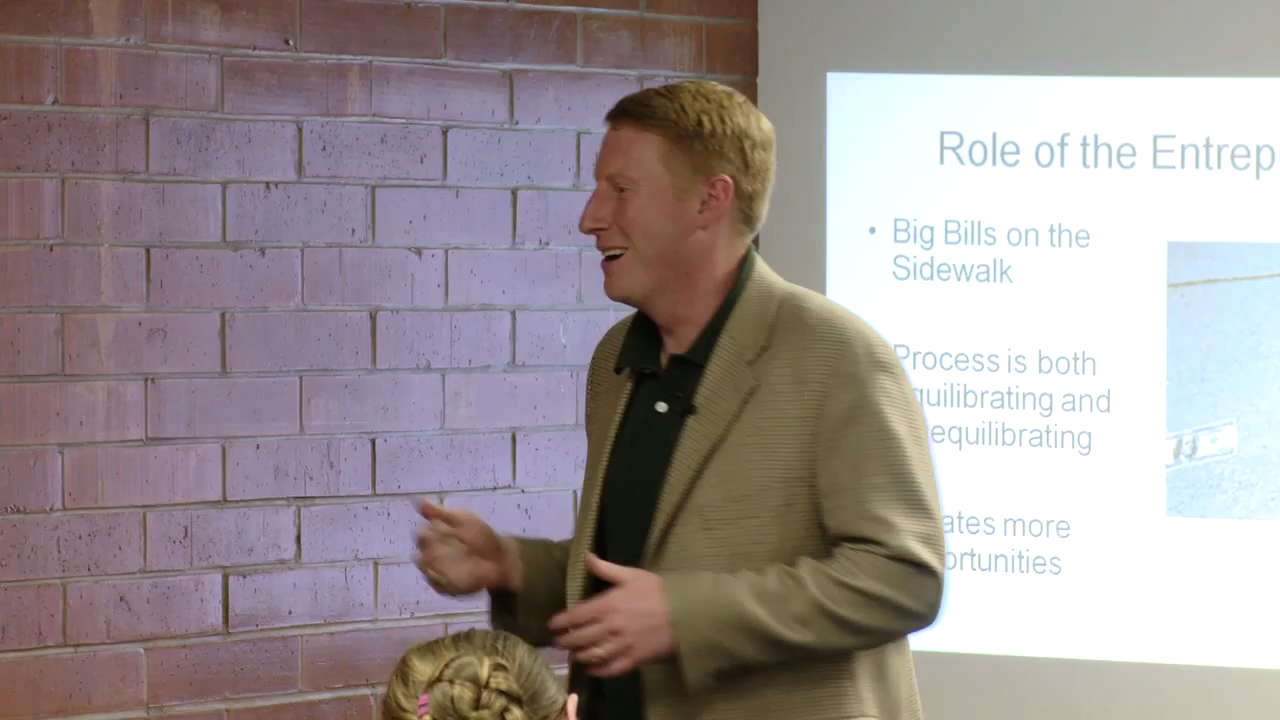 Role of the Entrep
• Big Bills on the
Sidewalk
Process is both
quilibrating and
equilibrating
ates more
ortunities